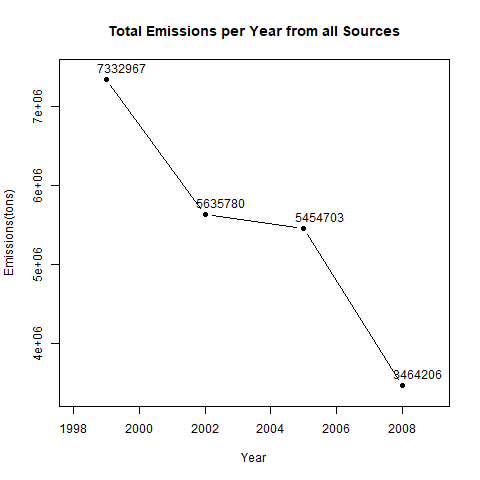 Total Emissions per Year from all Sources
7332967
5635780
5454703
3464206
Emissions(tons)
7e+06
6e+06
5e+06
4e+06
1998 2000 2002 2004 2006 2008
Year